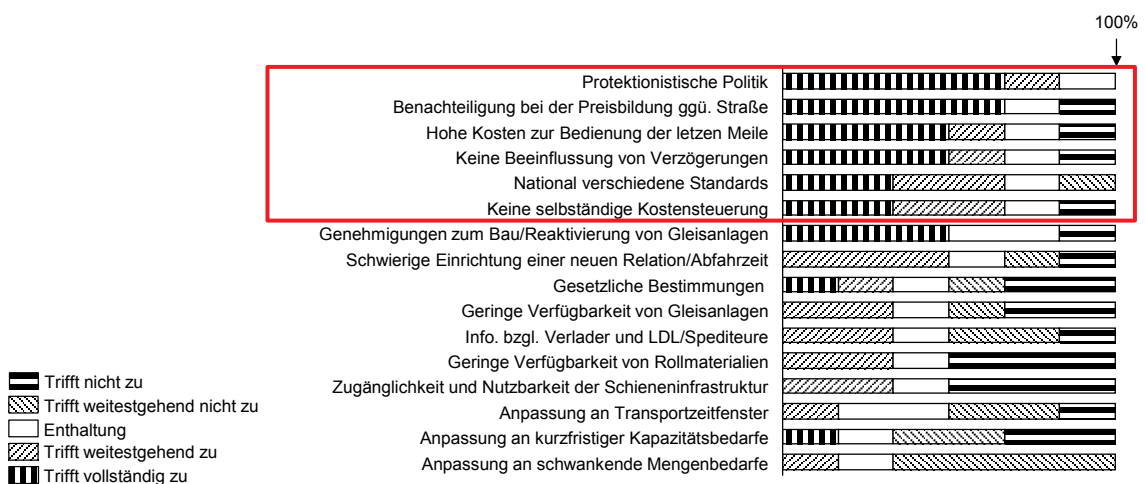 100%
Protektionistische Politik
Benachteiligung bei der Preisbildung ggü. Straße
Hohe Kosten zur Bedienung der letzen Meile
Keine Beeinflussung von Verzögerungen
National verschiedene Standards
Keine selbständige Kostensteuerung
Genehmigungen zum Bau/Reaktivierung von Gleisanlagen
Schwierige Einrichtung einer neuen Relation/Abfahrzeit
Gesetzliche Bestimmungen
Geringe Verfügbarkeit von Gleisanlagen
Info. bzgl. Verlader und LDL/Spediteure
Geringe Verfügbarkeit von Rollmaterialien
Zugänglichkeit und Nutzbarkeit der Schieneninfrastruktur
Anpassung an Transportzeitfenster
Anpassung an kurzfristiger Kapazitätsbedarfe
Anpassung an schwankende Mengenbedarfe
Trifft nicht zu
Trifft weitestgehend nicht zu
Enthaltung
Trifft weitestgehend zu
Trifft vollständig zu